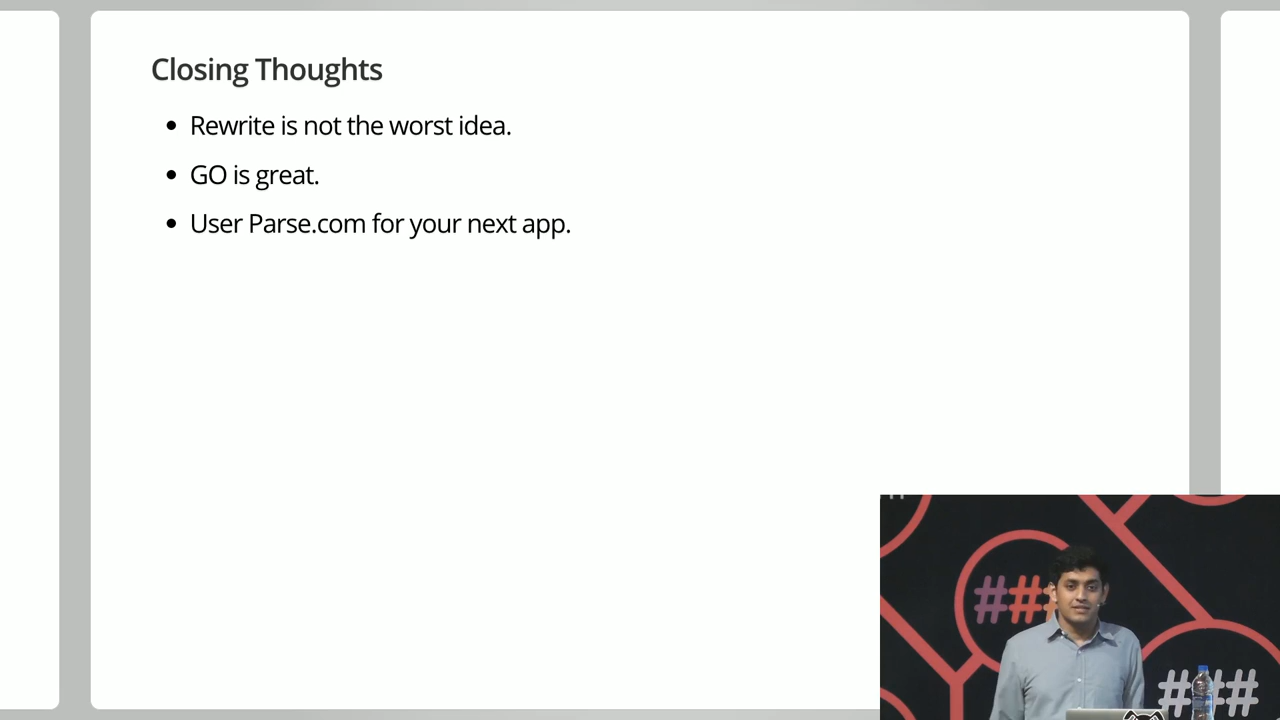 Closing Thoughts
• Rewrite is not the worst idea.
• GO is great.
• User Parse.com for your next app.
###
###